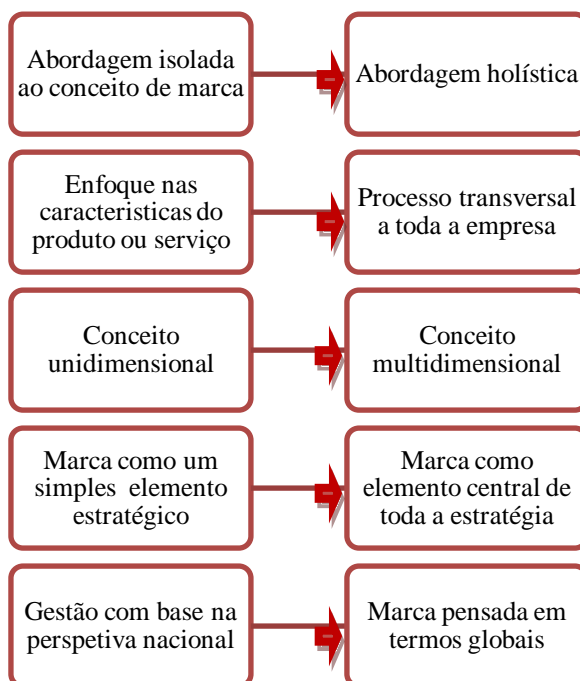 Abordagem isolada
ao conceito de marca
Abordagem holística
Enfoque nas
caracteristicas do
produto ou serviço
Processo transversal
a toda a empresa
Conceito
unidimensional
Conceito
multidimensional
Marca como um
simples elemento
estratégico
Marca como
elemento central de
toda a estratégia
Gestão com base na
perspetiva nacional
Marca pensada em
termos globais